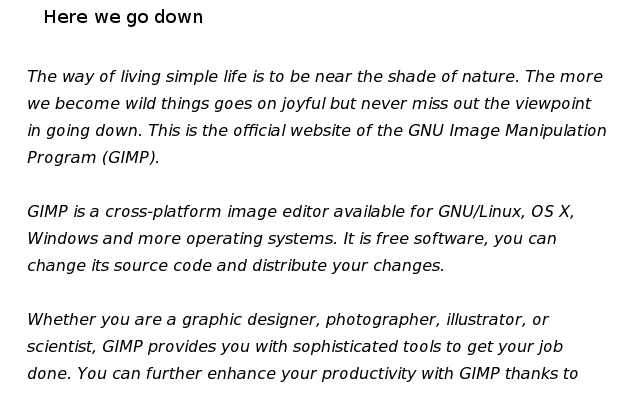 Here we go down
The way of living simple life is to be near the shade of nature. The more
we become wild things goes on joyful but never miss out the viewpoint
in going down. This is the official website of the GNU Image Manipulation
Program (GIMP).
GIMP is a cross-platform image editor available for GNU/Linux, OS X,
Windows and more operating systems. It is free software, you can
change its source code and distribute your changes.
Whether you are a graphic designer, photographer, illustrator, or
scientist, GIMP provides you with sophisticated tools to get your job
done. You can further enhance your productivity with GIMP thanks to